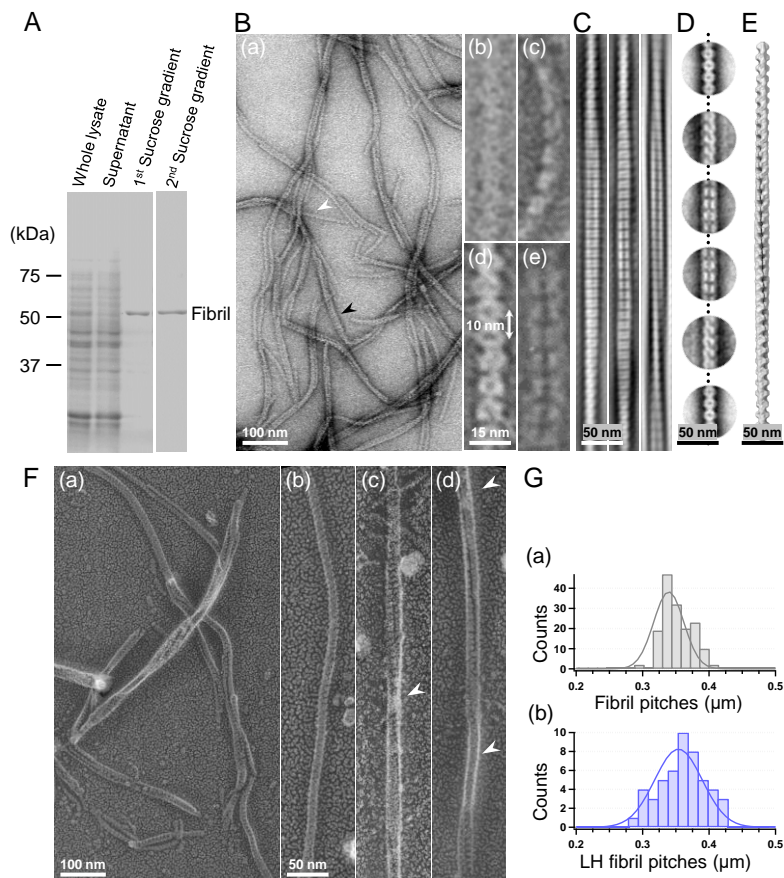 A
Whole lysate
Supernatant
1st Sucrose gradient
2nd Sucrose gradient
(kDa)
75
50
37
Fibril
B
(a)
100 nm
(b)
(c)
(d)
10 nm
15 nm
(e)
C
50 nm
D
50 nm
E
50 nm
F
(a)
100 nm
(b)
50 nm
(c)
(d)
G
(a)
Counts
40
30
20
10
0
0.2 0.3 0.4 0.5
Fibril pitches (µm)
(b)
Counts
10
8
6
4
2
0
0.2 0.3 0.4 0.5
LH fibril pitches (µm)